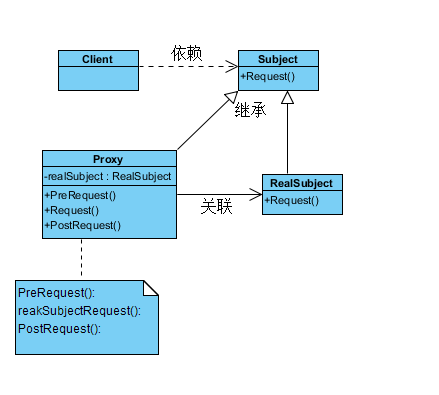 Client
依赖
Subject
+Request()
继承
Proxy
-realSubject : RealSubject
+PreRequest()
+Request()
+PostRequest()
关联
RealSubject
+Request()
PreRequest():
reakSubjectRequest():
PostRequest():